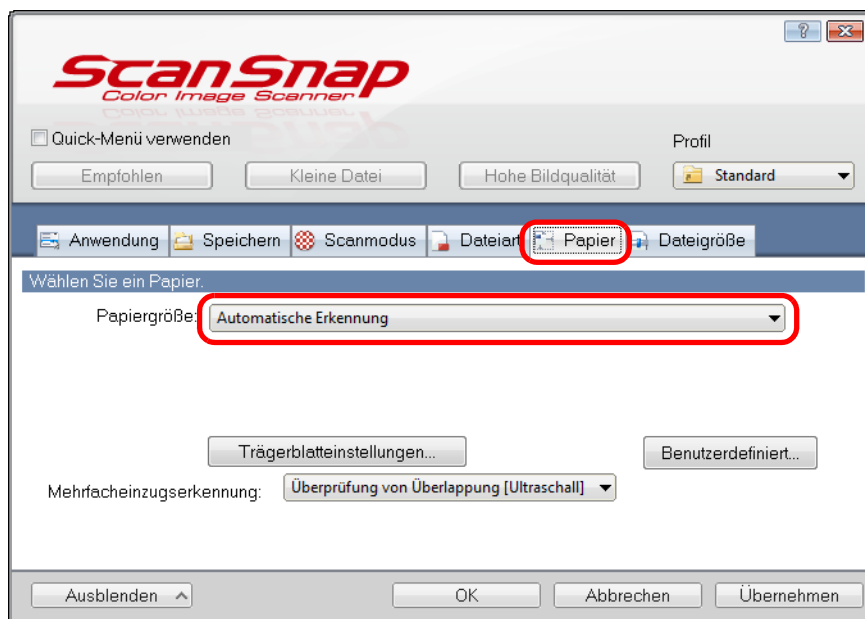 ScanSnap
Color Image Scanner
Quick-Menü verwenden
Profil
Empfohlen Kleine Datei Hohe Bildqualität Standard
Anwendung Speichern Scanmodus Dateiart Papier Dateigröße
Wählen Sie ein Papier.
Papiergröße: Automatische Erkennung
Trägerblatteinstellungen... Benutzerdefiniert...
Mehrfacheinzugserkennung: Überprüfung von Überlappung [Ultraschall]
Ausblenden OK Abbrechen Übernehmen